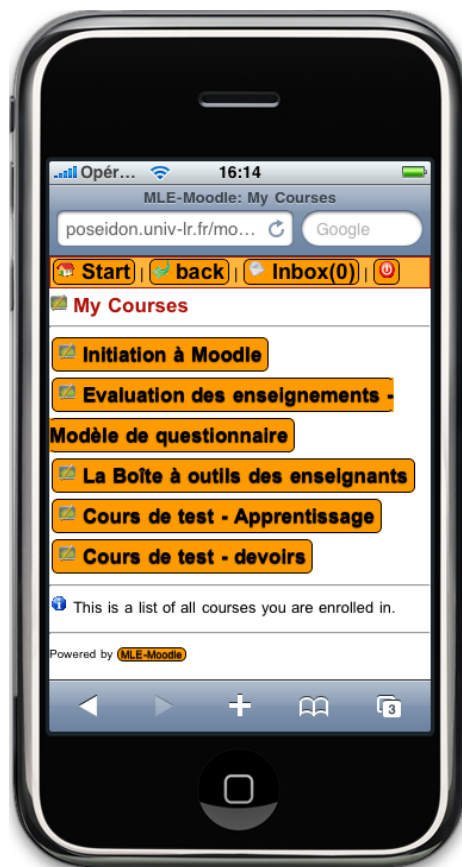 Opér... 16:14
MLE-Moodle: My Courses
poseidon.univ-lr.fr/mo... Google
Start | back | Inbox(0) |
My Courses
Initiation à Moodle
Evaluation des enseignements -
Modèle de questionnaire
La Boîte à outils des enseignants
Cours de test - Apprentissage
Cours de test - devoirs
This is a list of all courses you are enrolled in.
Powered by MLE-Moodle
3